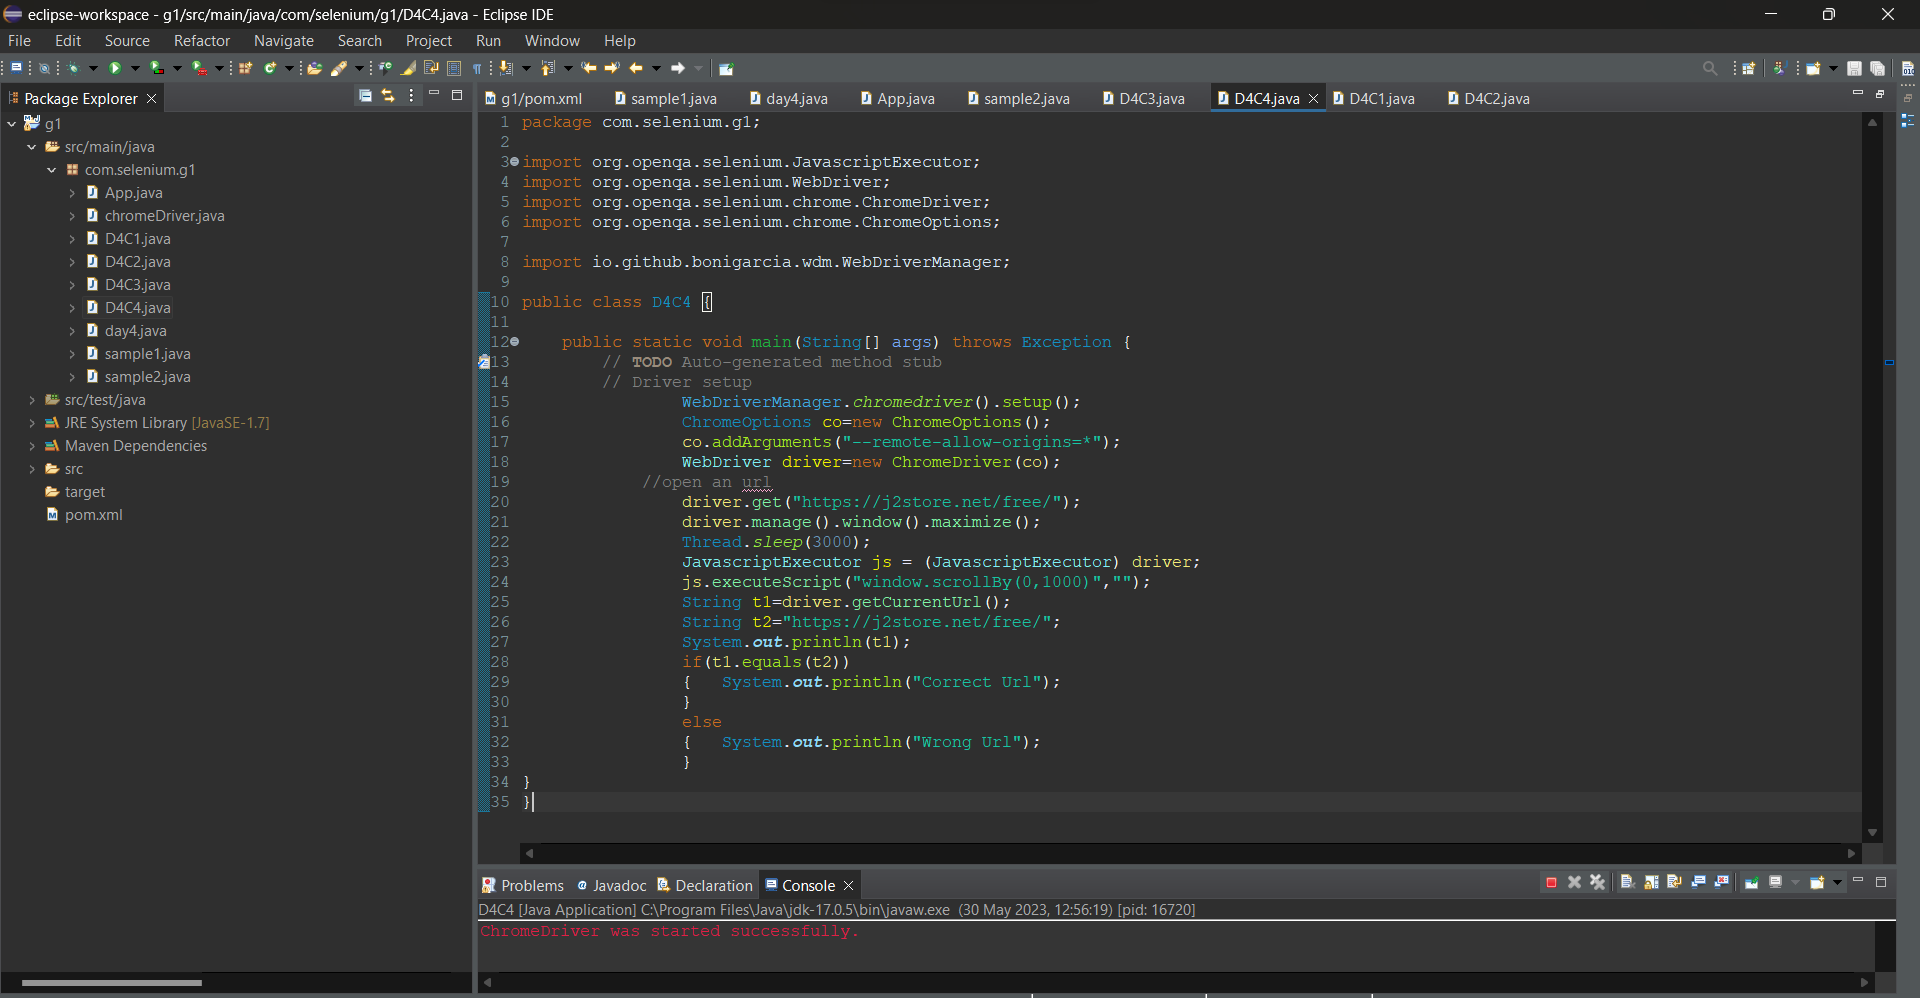 eclipse-workspace - g1/src/main/java/com/selenium/g1/D4C4.java - Eclipse IDE
File Edit Source Refactor Navigate Search Project Run Window Help
Package Explorer
g1
src/main/java
com.selenium.g1
App.java
chromeDriver.java
D4C1.java
D4C2.java
D4C3.java
D4C4.java
day4.java
sample1.java
sample2.java
src/test/java
JRE System Library [JavaSE-1.7]
Maven Dependencies
src
target
pom.xml
g1/pom.xml sample1.java day4.java App.java sample2.java D4C3.java D4C4.java D4C1.java D4C2.java
1 package com.selenium.g1;
2
3 import org.openqa.selenium.JavascriptExecutor;
4 import org.openqa.selenium.WebDriver;
5 import org.openqa.selenium.chrome.ChromeDriver;
6 import org.openqa.selenium.chrome.ChromeOptions;
7
8 import io.github.bonigarcia.wdm.WebDriverManager;
9
10 public class D4C4 {
11
12 public static void main(String[] args) throws Exception {
13 // TODO Auto-generated method stub
14 // Driver setup
15 WebDriverManager.chromedriver().setup();
16 ChromeOptions co=new ChromeOptions();
17 co.addArguments("--remote-allow-origins=*");
18 WebDriver driver=new ChromeDriver(co);
19 //open an url
20 driver.get("https://j2store.net/free/");
21 driver.manage().window().maximize();
22 Thread.sleep(3000);
23 JavascriptExecutor js = (JavascriptExecutor) driver;
24 js.executeScript("window.scrollBy(0,1000)","");
25 String t1=driver.getCurrentUrl();
26 String t2="https://j2store.net/free/";
27 System.out.println(t1);
28 if(t1.equals(t2))
29 { System.out.println("Correct Url");
30 }
31 else
32 { System.out.println("Wrong Url");
33 }
34 }
35 }
Problems Javadoc Declaration Console
D4C4 [Java Application] C:\Program Files\Java\jdk-17.0.5\bin\javaw.exe (30 May 2023, 12:56:19) [pid: 16720]
ChromeDriver was started successfully.